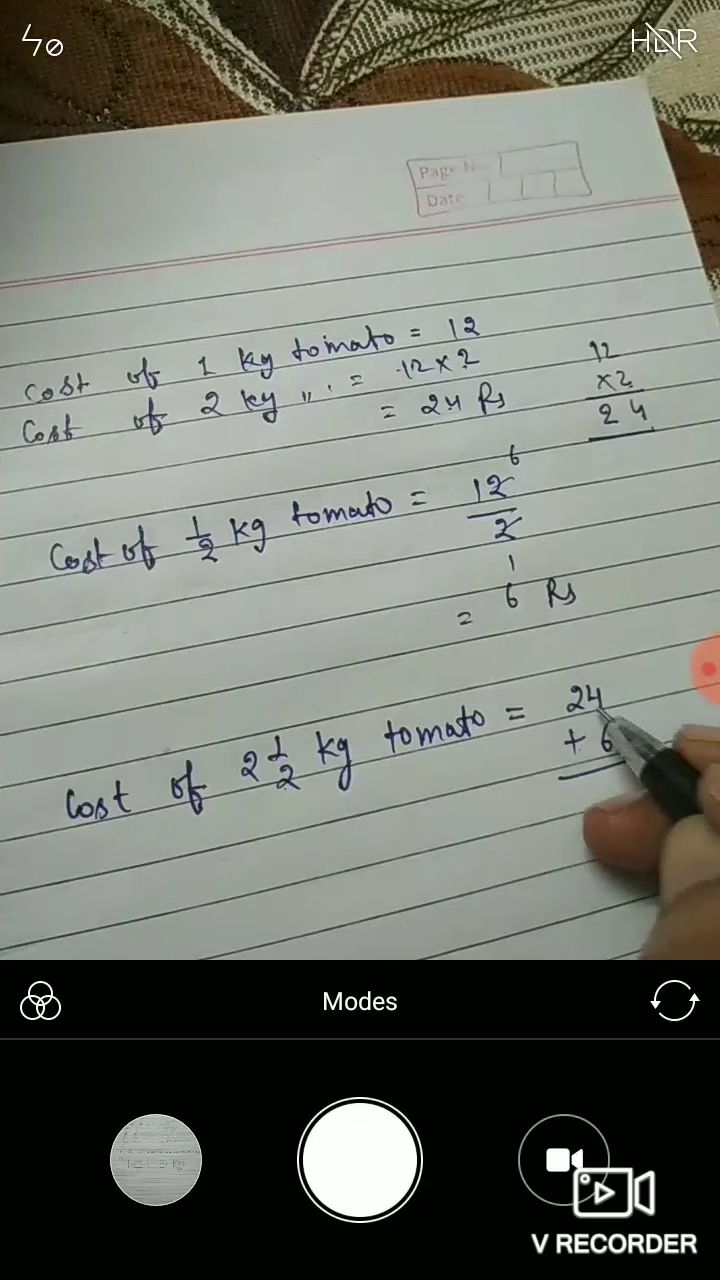 HDR
Page No.
Date
Cost of 1 kg tomato = 12
Cost of 2 kg ,, . = 12 x 2
= 24 Rs
12
x2
24
6
Cost of 1/2 kg tomato = 12/2
1
= 6 Rs
Cost of 2 1/2 kg tomato = 24
+ 6
Modes
V RECORDER